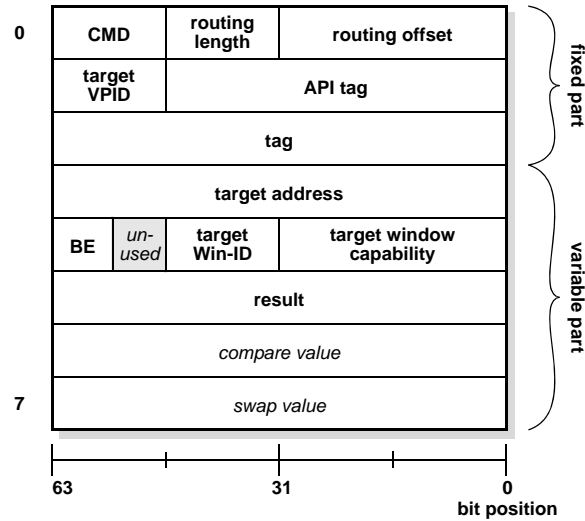 0
CMD
routing
length
routing offset
target
VPID
API tag
tag
fixed part
target address
BE
un-
used
target
Win-ID
target window
capability
result
compare value
7
swap value
variable part
63
31
0
bit position